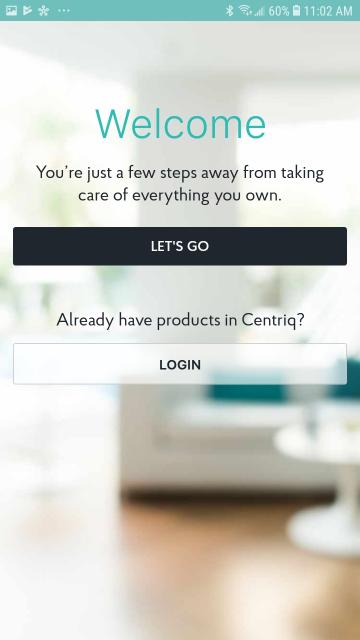 60% 11:02 AM
Welcome
You're just a few steps away from taking
care of everything you own.
LET'S GO
Already have products in Centriq?
LOGIN